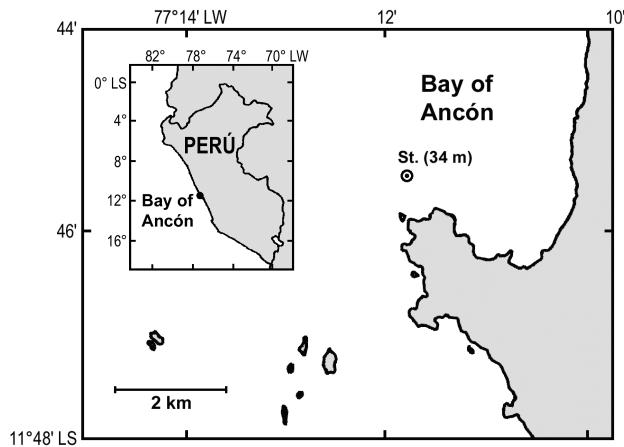 77°14' LW
12'
10'
44'
82°
78°
74°
70° LW
0° LS
4°
8°
12°
16°
PERÚ
Bay of
Ancón
Bay of
Ancón
St. (34 m)
46'
2 km
11°48' LS